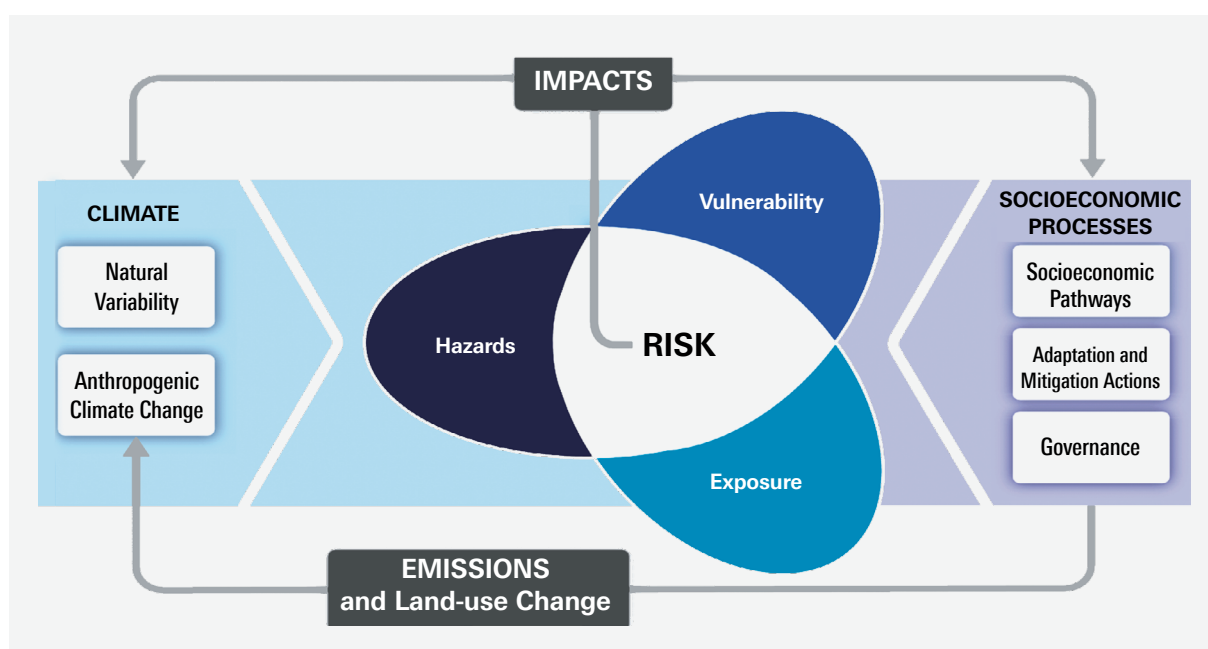 IMPACTS
CLIMATE
Natural
Variability
Anthropogenic
Climate Change
Vulnerability
Hazards
RISK
Exposure
SOCIOECONOMIC
PROCESSES
Socioeconomic
Pathways
Adaptation and
Mitigation Actions
Governance
EMISSIONS
and Land-use Change